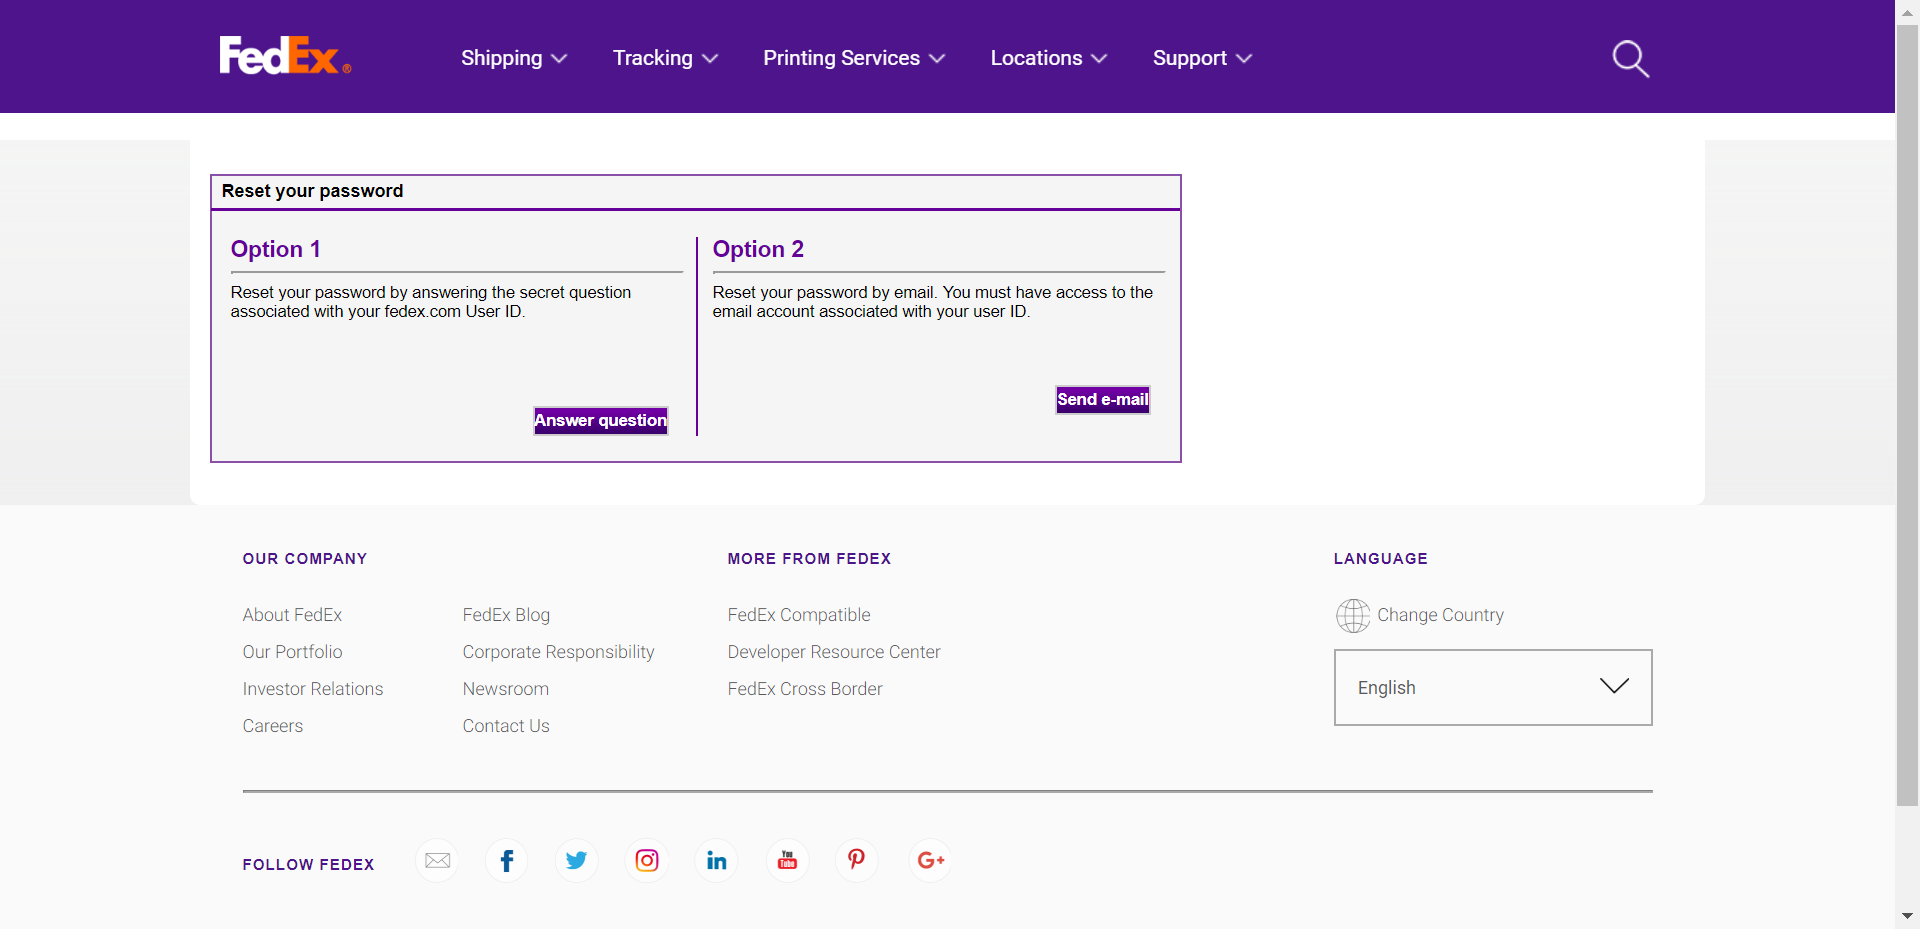 FedEx®
Shipping
Tracking
Printing Services
Locations
Support
Reset your password
Option 1
Reset your password by answering the secret question
associated with your fedex.com User ID.
Answer question
Option 2
Reset your password by email. You must have access to the
email account associated with your user ID.
Send e-mail
OUR COMPANY
About FedEx
Our Portfolio
Investor Relations
Careers
FedEx Blog
Corporate Responsibility
Newsroom
Contact Us
MORE FROM FEDEX
FedEx Compatible
Developer Resource Center
FedEx Cross Border
LANGUAGE
Change Country
English
FOLLOW FEDEX
f
in
You
Tube
G+